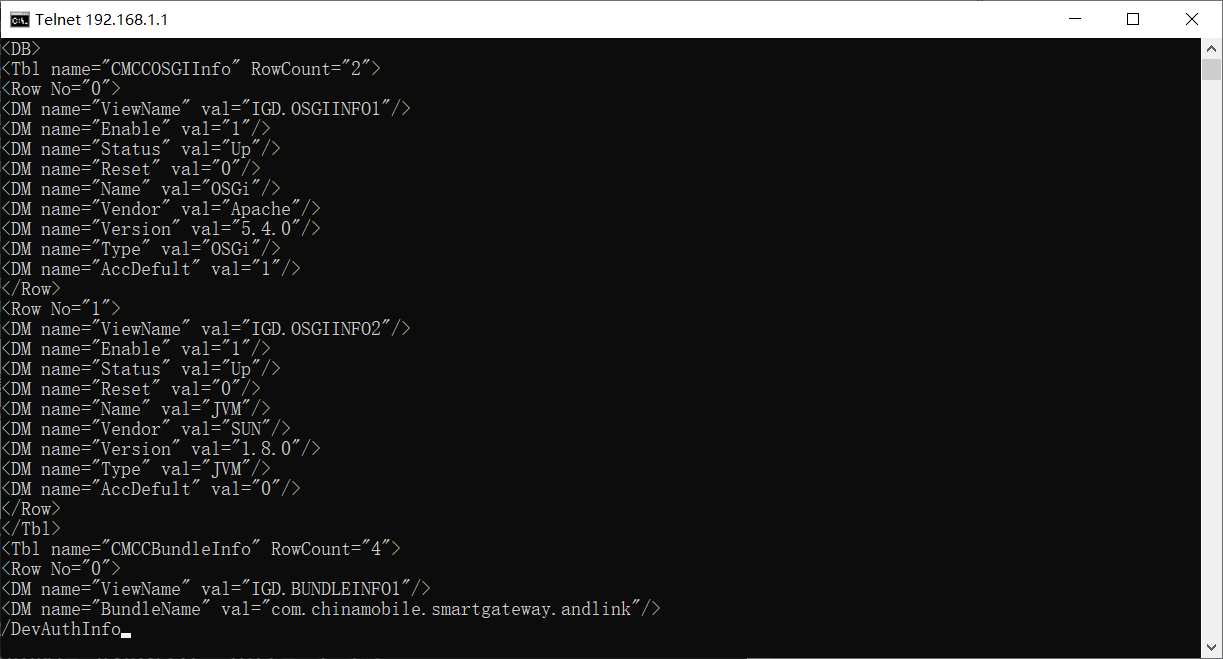 Telnet 192.168.1.1
<DB>
<Tbl name="CMCCOSGIInfo" RowCount="2">
<Row No="0">
<DM name="ViewName" val="IGD.OSGIINFO1"/>
<DM name="Enable" val="1"/>
<DM name="Status" val="Up"/>
<DM name="Reset" val="0"/>
<DM name="Name" val="OSGi"/>
<DM name="Vendor" val="Apache"/>
<DM name="Version" val="5.4.0"/>
<DM name="Type" val="OSGi"/>
<DM name="AccDefult" val="1"/>
</Row>
<Row No="1">
<DM name="ViewName" val="IGD.OSGIINFO2"/>
<DM name="Enable" val="1"/>
<DM name="Status" val="Up"/>
<DM name="Reset" val="0"/>
<DM name="Name" val="JVM"/>
<DM name="Vendor" val="SUN"/>
<DM name="Version" val="1.8.0"/>
<DM name="Type" val="JVM"/>
<DM name="AccDefult" val="0"/>
</Row>
</Tbl>
<Tbl name="CMCCBundleInfo" RowCount="4">
<Row No="0">
<DM name="ViewName" val="IGD.BUNDLEINFO1"/>
<DM name="BundleName" val="com.chinamobile.smartgateway.andlink"/>
/DevAuthInfo